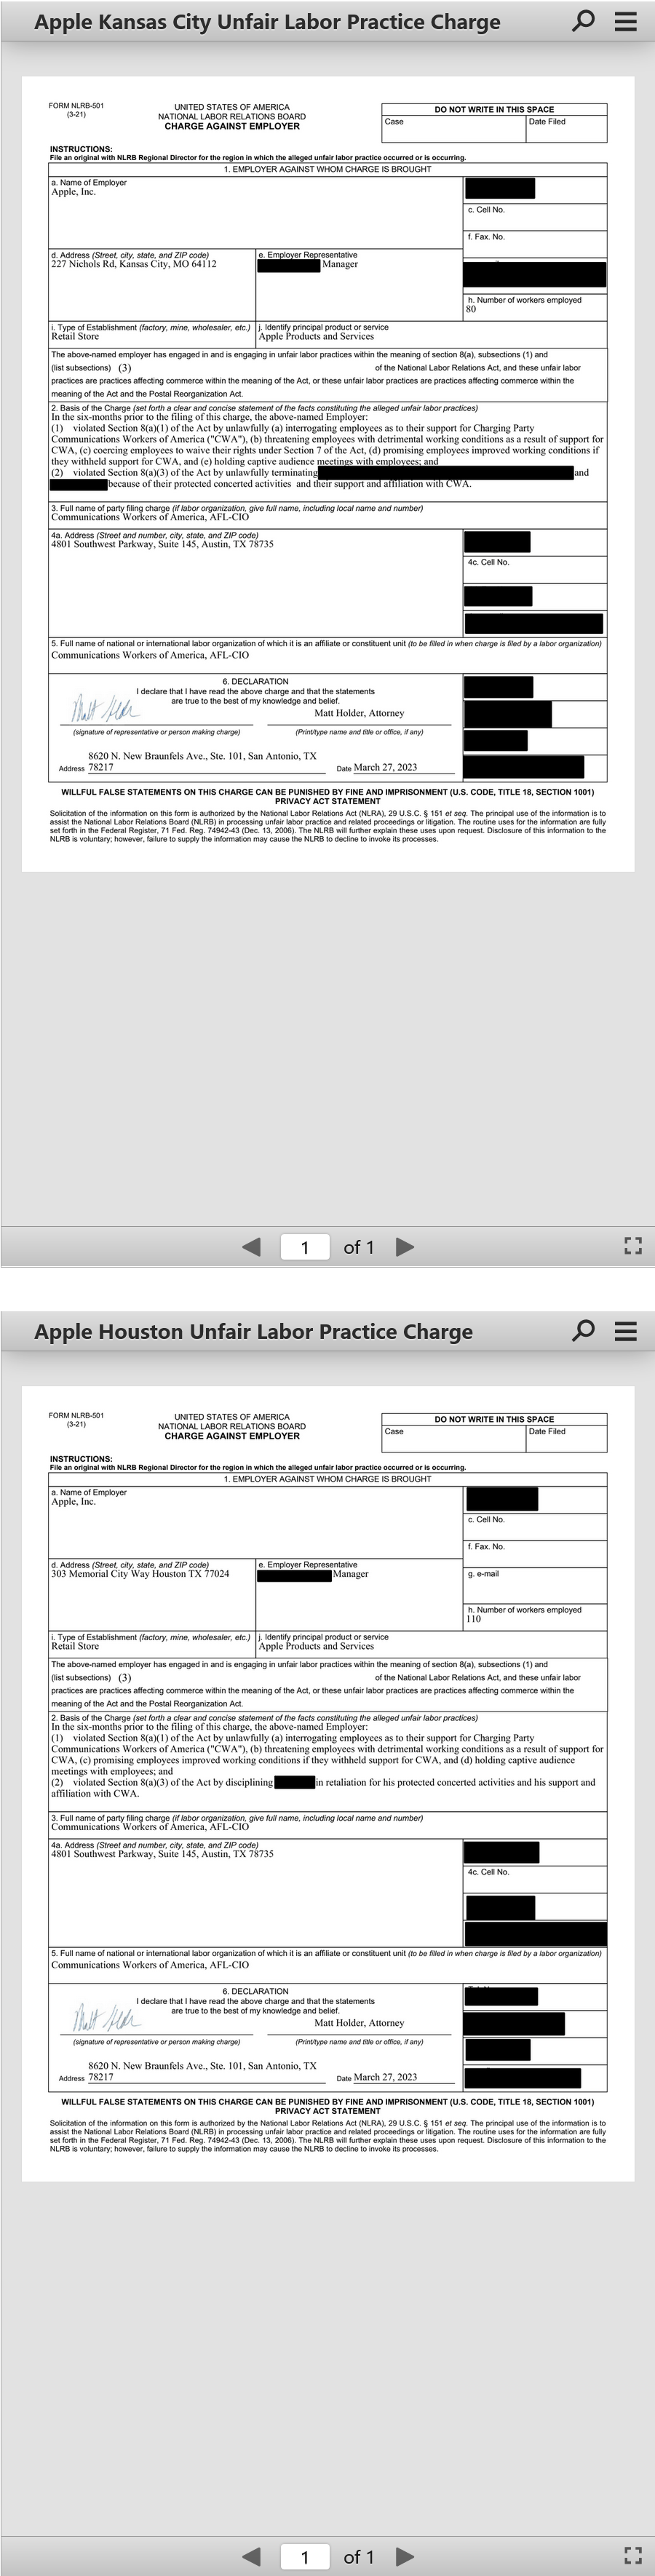 Apple Kansas City Unfair Labor Practice Charge
FORM NLRB-501
(3-21)
UNITED STATES OF AMERICA
NATIONAL LABOR RELATIONS BOARD
CHARGE AGAINST EMPLOYER
DO NOT WRITE IN THIS SPACE
Case
Date Filed
INSTRUCTIONS:
File an original with NLRB Regional Director for the region in which the alleged unfair labor practice occurred or is occurring.
1. EMPLOYER AGAINST WHOM CHARGE IS BROUGHT
a. Name of Employer
Apple, Inc.
c. Cell No.
f. Fax. No.
d. Address (Street, city, state, and ZIP code)
227 Nichols Rd, Kansas City, MO 64112
e. Employer Representative
Manager
h. Number of workers employed
80
i. Type of Establishment (factory, mine, wholesaler, etc.)
Retail Store
j. Identify principal product or service
Apple Products and Services
The above-named employer has engaged in and is engaging in unfair labor practices within the meaning of section 8(a), subsections (1) and
(list subsections) (3) of the National Labor Relations Act, and these unfair labor
practices are practices affecting commerce within the meaning of the Act, or these unfair labor practices are practices affecting commerce within the
meaning of the Act and the Postal Reorganization Act.
2. Basis of the Charge (set forth a clear and concise statement of the facts constituting the alleged unfair labor practices)
In the six-months prior to the filing of this charge, the above-named Employer:
(1) violated Section 8(a)(1) of the Act by unlawfully (a) interrogating employees as to their support for Charging Party
Communications Workers of America ("CWA"), (b) threatening employees with detrimental working conditions as a result of support for
CWA, (c) coercing employees to waive their rights under Section 7 of the Act, (d) promising employees improved working conditions if
they withheld support for CWA, and (e) holding captive audience meetings with employees; and
(2) violated Section 8(a)(3) of the Act by unlawfully terminating and
because of their protected concerted activities and their support and affiliation with CWA.
3. Full name of party filing charge (if labor organization, give full name, including local name and number)
Communications Workers of America, AFL-CIO
4a. Address (Street and number, city, state, and ZIP code)
4801 Southwest Parkway, Suite 145, Austin, TX 78735
4c. Cell No.
5. Full name of national or international labor organization of which it is an affiliate or constituent unit (to be filled in when charge is filed by a labor organization)
Communications Workers of America, AFL-CIO
6. DECLARATION
I declare that I have read the above charge and that the statements
are true to the best of my knowledge and belief.
Matt Holder, Attorney
(signature of representative or person making charge)
(Print/type name and title or office, if any)
8620 N. New Braunfels Ave., Ste. 101, San Antonio, TX
Address 78217
Date March 27, 2023
WILLFUL FALSE STATEMENTS ON THIS CHARGE CAN BE PUNISHED BY FINE AND IMPRISONMENT (U.S. CODE, TITLE 18, SECTION 1001)
PRIVACY ACT STATEMENT
Solicitation of the information on this form is authorized by the National Labor Relations Act (NLRA), 29 U.S.C. § 151 et seq. The principal use of the information is to
assist the National Labor Relations Board (NLRB) in processing unfair labor practice and related proceedings or litigation. The routine uses for the information are fully
set forth in the Federal Register, 71 Fed. Reg. 74942-43 (Dec. 13, 2006). The NLRB will further explain these uses upon request. Disclosure of this information to the
NLRB is voluntary; however, failure to supply the information may cause the NLRB to decline to invoke its processes.
1 of 1
Apple Houston Unfair Labor Practice Charge
FORM NLRB-501
(3-21)
UNITED STATES OF AMERICA
NATIONAL LABOR RELATIONS BOARD
CHARGE AGAINST EMPLOYER
DO NOT WRITE IN THIS SPACE
Case
Date Filed
INSTRUCTIONS:
File an original with NLRB Regional Director for the region in which the alleged unfair labor practice occurred or is occurring.
1. EMPLOYER AGAINST WHOM CHARGE IS BROUGHT
a. Name of Employer
Apple, Inc.
c. Cell No.
f. Fax. No.
d. Address (Street, city, state, and ZIP code)
303 Memorial City Way Houston TX 77024
e. Employer Representative
Manager
g. e-mail
h. Number of workers employed
110
i. Type of Establishment (factory, mine, wholesaler, etc.)
Retail Store
j. Identify principal product or service
Apple Products and Services
The above-named employer has engaged in and is engaging in unfair labor practices within the meaning of section 8(a), subsections (1) and
(list subsections) (3) of the National Labor Relations Act, and these unfair labor
practices are practices affecting commerce within the meaning of the Act, or these unfair labor practices are practices affecting commerce within the
meaning of the Act and the Postal Reorganization Act.
2. Basis of the Charge (set forth a clear and concise statement of the facts constituting the alleged unfair labor practices)
In the six-months prior to the filing of this charge, the above-named Employer:
(1) violated Section 8(a)(1) of the Act by unlawfully (a) interrogating employees as to their support for Charging Party
Communications Workers of America ("CWA"), (b) threatening employees with detrimental working conditions as a result of support for
CWA, (c) promising employees improved working conditions if they withheld support for CWA, and (d) holding captive audience
meetings with employees; and
(2) violated Section 8(a)(3) of the Act by disciplining in retaliation for his protected concerted activities and his support and
affiliation with CWA.
3. Full name of party filing charge (if labor organization, give full name, including local name and number)
Communications Workers of America, AFL-CIO
4a. Address (Street and number, city, state, and ZIP code)
4801 Southwest Parkway, Suite 145, Austin, TX 78735
4c. Cell No.
5. Full name of national or international labor organization of which it is an affiliate or constituent unit (to be filled in when charge is filed by a labor organization)
Communications Workers of America, AFL-CIO
6. DECLARATION
I declare that I have read the above charge and that the statements
are true to the best of my knowledge and belief.
Matt Holder, Attorney
(signature of representative or person making charge)
(Print/type name and title or office, if any)
8620 N. New Braunfels Ave., Ste. 101, San Antonio, TX
Address 78217
Date March 27, 2023
WILLFUL FALSE STATEMENTS ON THIS CHARGE CAN BE PUNISHED BY FINE AND IMPRISONMENT (U.S. CODE, TITLE 18, SECTION 1001)
PRIVACY ACT STATEMENT
Solicitation of the information on this form is authorized by the National Labor Relations Act (NLRA), 29 U.S.C. § 151 et seq. The principal use of the information is to
assist the National Labor Relations Board (NLRB) in processing unfair labor practice and related proceedings or litigation. The routine uses for the information are fully
set forth in the Federal Register, 71 Fed. Reg. 74942-43 (Dec. 13, 2006). The NLRB will further explain these uses upon request. Disclosure of this information to the
NLRB is voluntary; however, failure to supply the information may cause the NLRB to decline to invoke its processes.
1 of 1